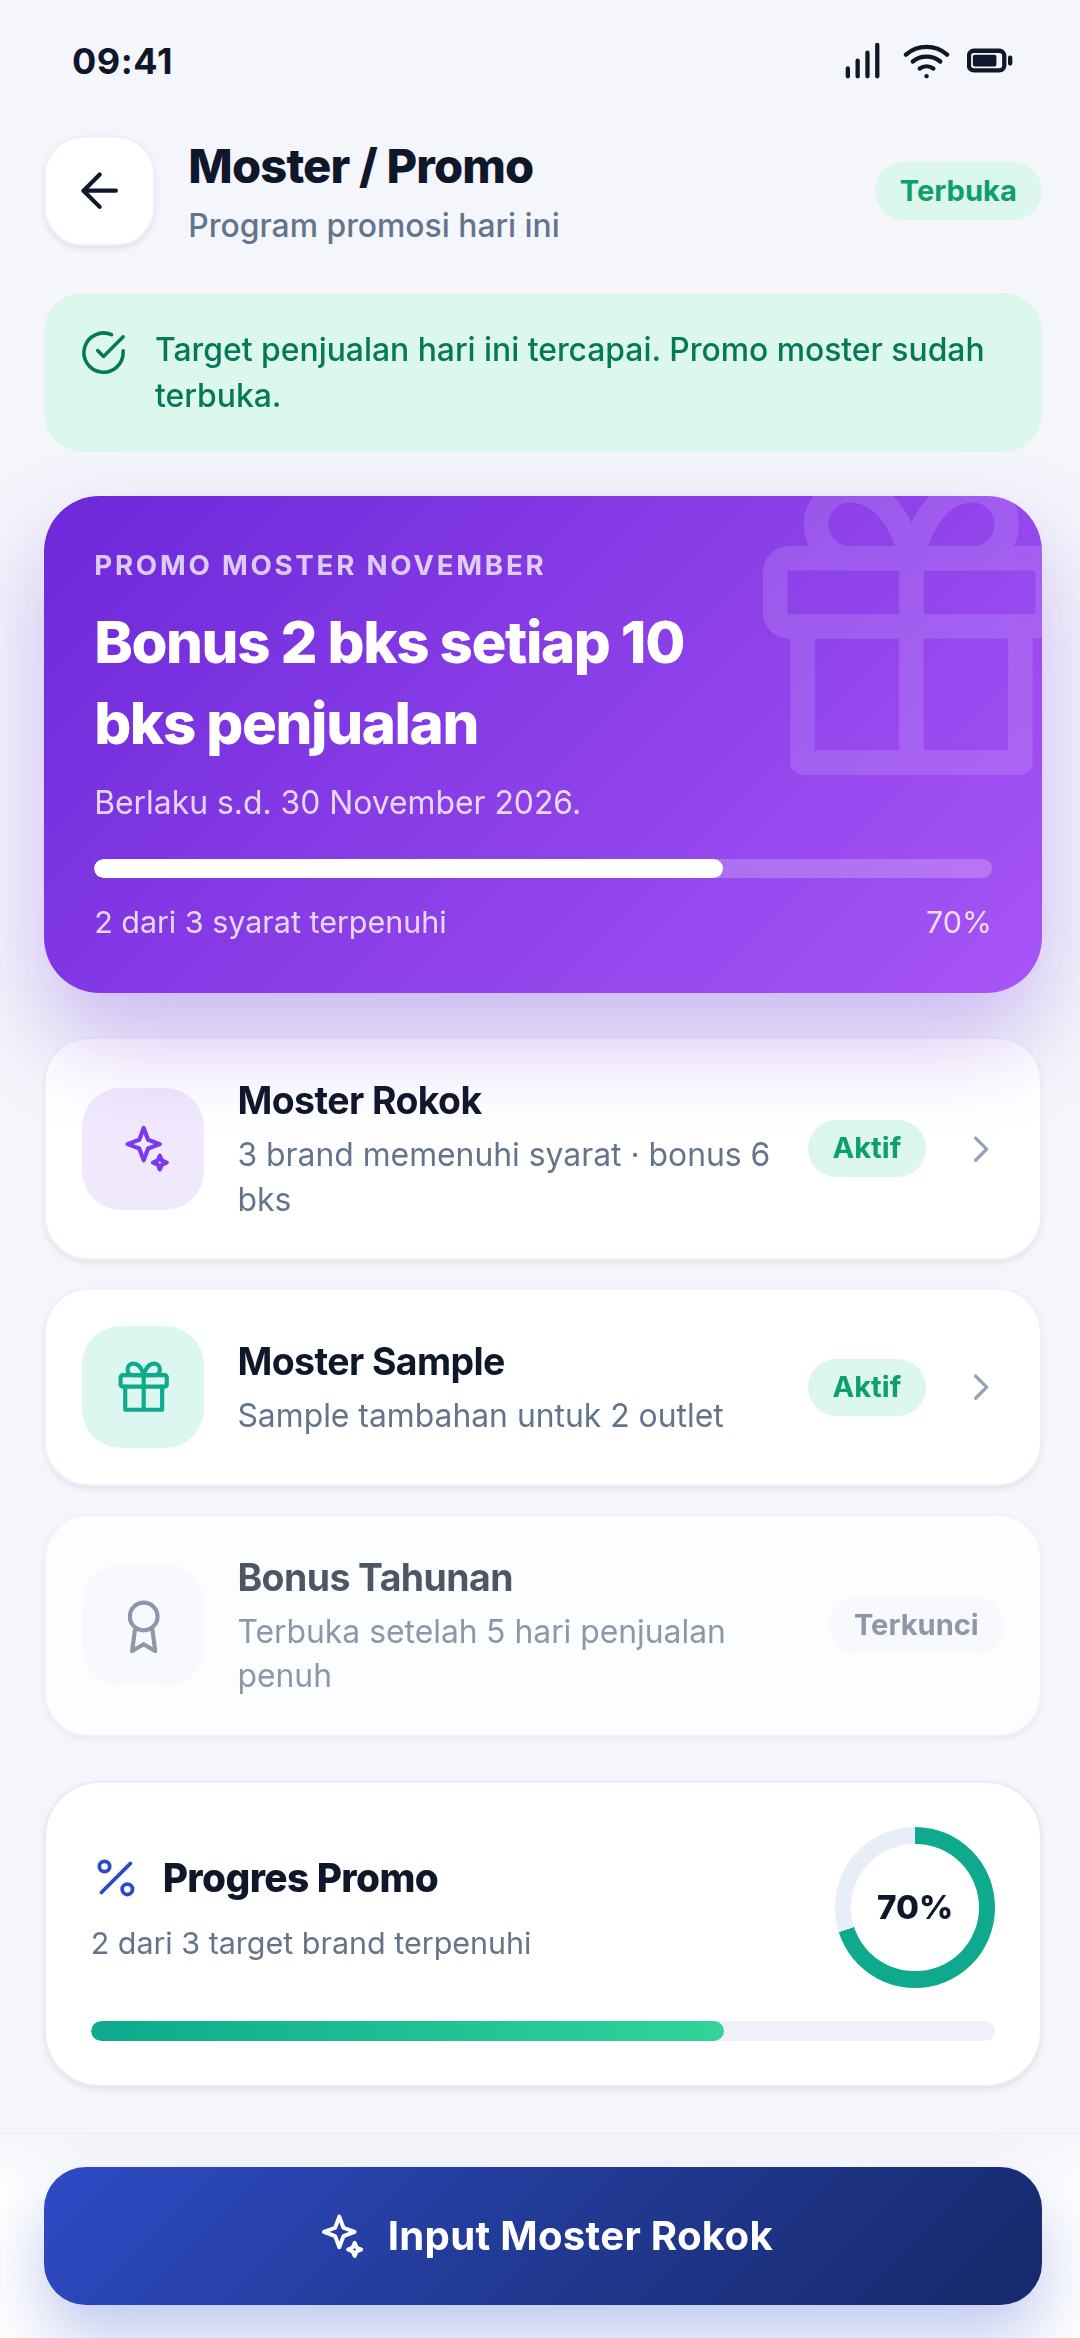 09:41
Moster / Promo
Program promosi hari ini
Terbuka
Target penjualan hari ini tercapai. Promo moster sudah
terbuka.
PROMO MOSTER NOVEMBER
Bonus 2 bks setiap 10
bks penjualan
Berlaku s.d. 30 November 2026.
2 dari 3 syarat terpenuhi
70%
Moster Rokok
3 brand memenuhi syarat · bonus 6
bks
Aktif
Moster Sample
Sample tambahan untuk 2 outlet
Aktif
Bonus Tahunan
Terbuka setelah 5 hari penjualan
penuh
Terkunci
Progres Promo
2 dari 3 target brand terpenuhi
70%
Input Moster Rokok